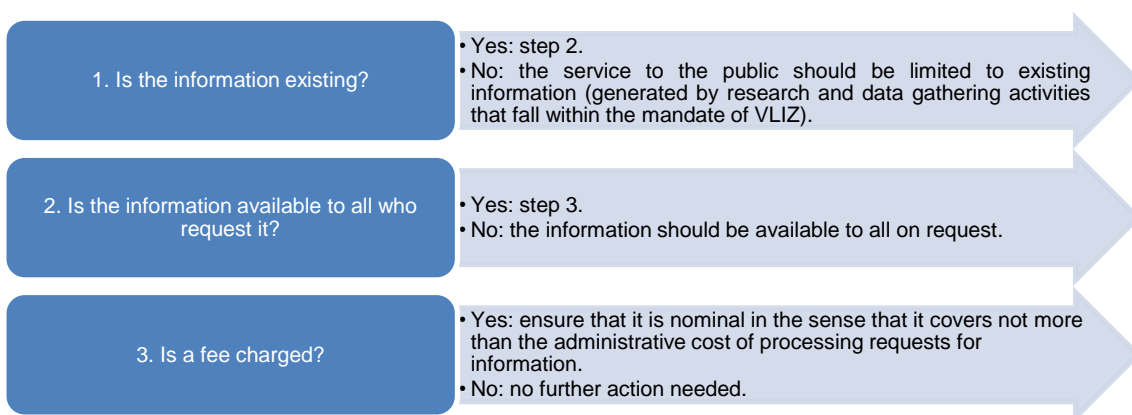 1. Is the information existing?
• Yes: step 2.
• No: the service to the public should be limited to existing
information (generated by research and data gathering activities
that fall within the mandate of VLIZ).
2. Is the information available to all who
request it?
• Yes: step 3.
• No: the information should be available to all on request.
3. Is a fee charged?
• Yes: ensure that it is nominal in the sense that it covers not more
than the administrative cost of processing requests for
information.
• No: no further action needed.